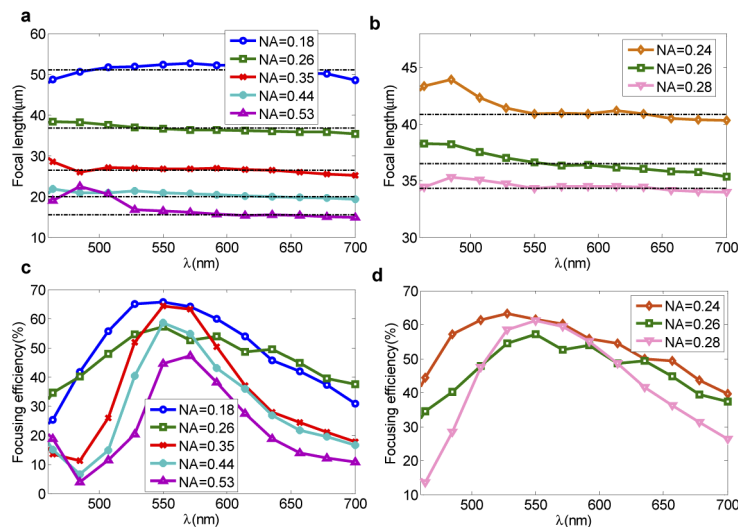 a
60
50
40
30
20
10
Focal length(μm)
500
550
600
650
700
λ(nm)
NA=0.18
NA=0.26
NA=0.35
NA=0.44
NA=0.53
b
45
40
35
30
Focal length(μm)
500
550
600
650
700
λ(nm)
NA=0.24
NA=0.26
NA=0.28
c
80
70
60
50
40
30
20
10
0
Focusing efficiency(%)
500
550
600
650
700
λ(nm)
NA=0.18
NA=0.26
NA=0.35
NA=0.44
NA=0.53
d
70
60
50
40
30
20
10
Focusing efficiency(%)
500
550
600
650
700
λ(nm)
NA=0.24
NA=0.26
NA=0.28